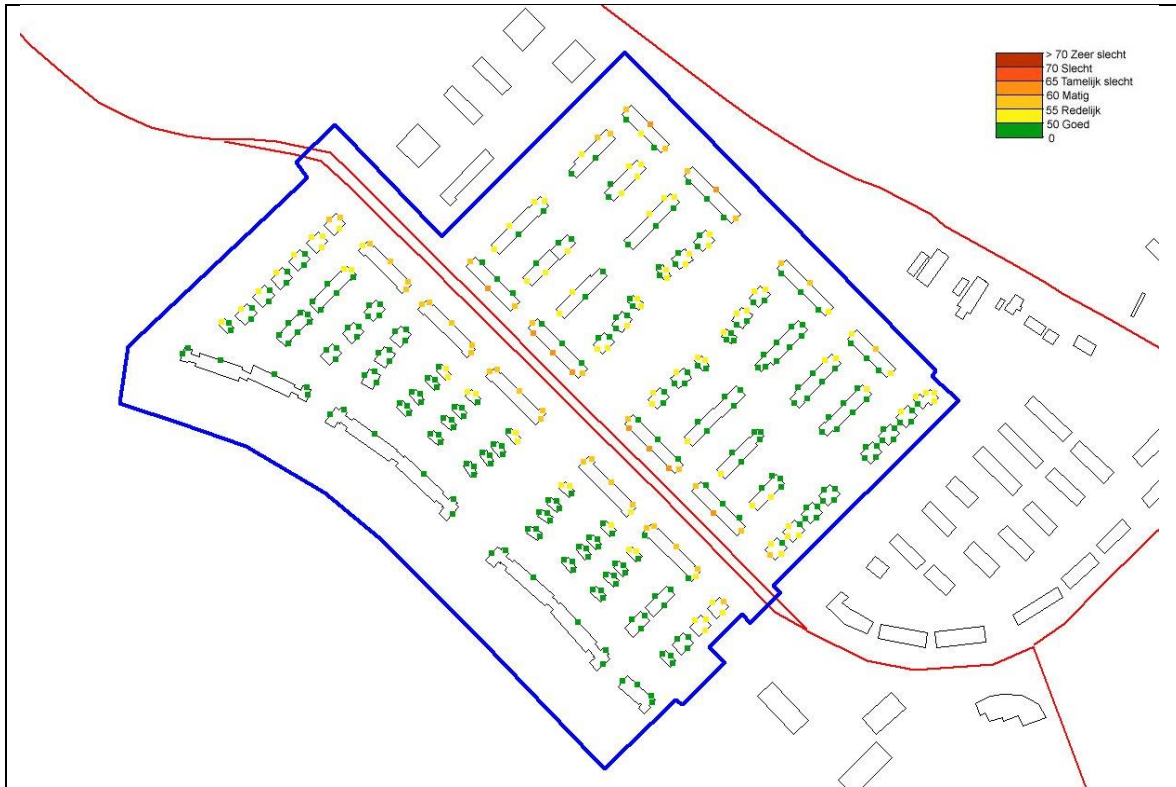 > 70 Zeer slecht
70 Slecht
65 Tamelijk slecht
60 Matig
55 Redelijk
50 Goed
0